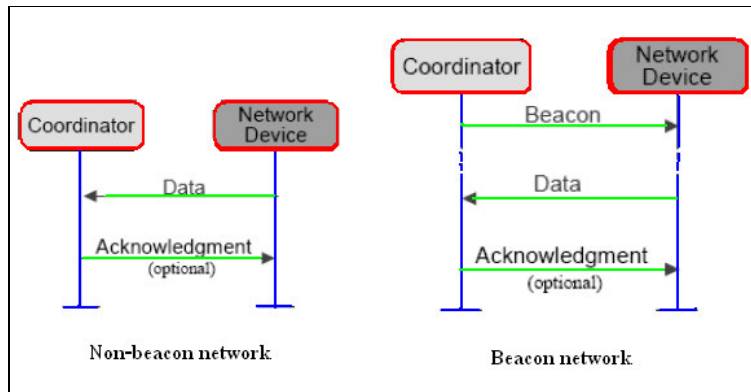 Coordinator
Network
Device
Data
Acknowledgment
(optional)
Non-beacon network
Coordinator
Network
Device
Beacon
Data
Acknowledgment
(optional)
Beacon network